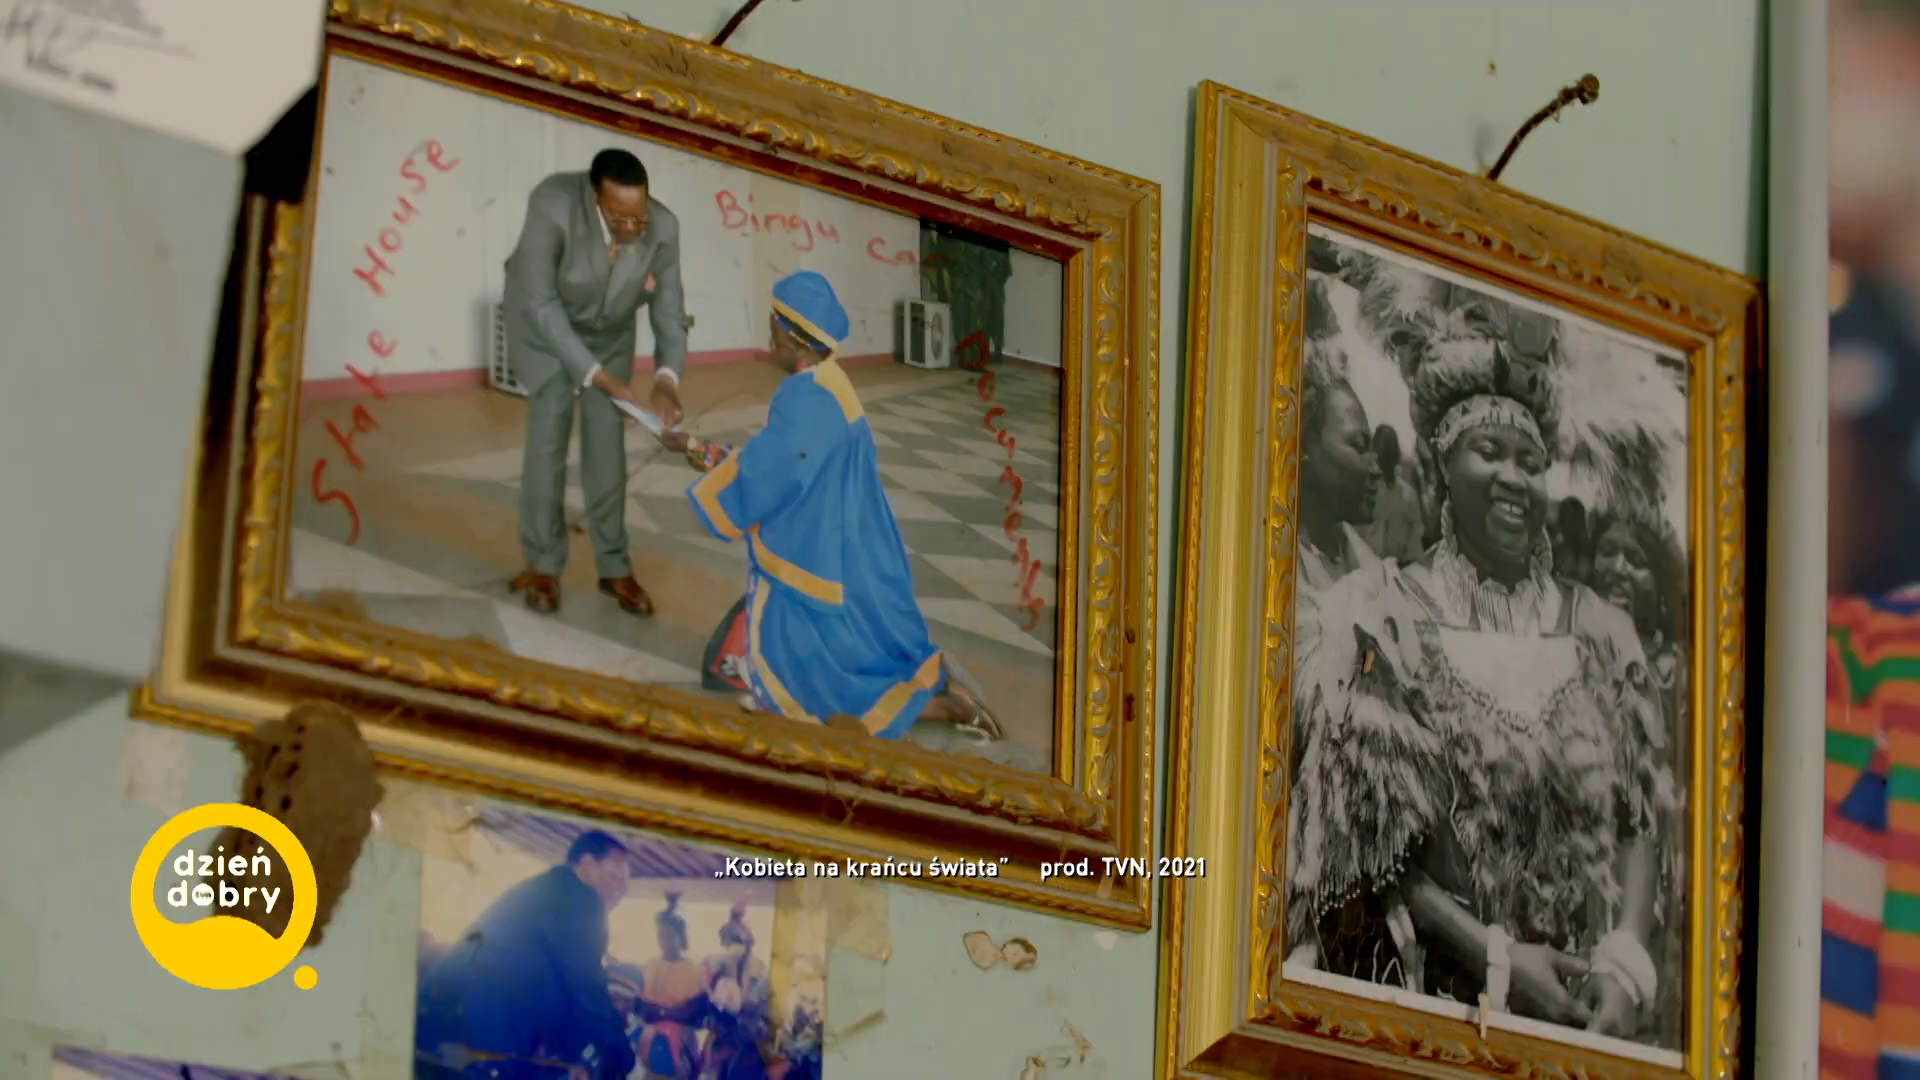 State House
Bingu
Documents
dzień
dobry
„Kobieta na krańcu świata” prod. TVN, 2021